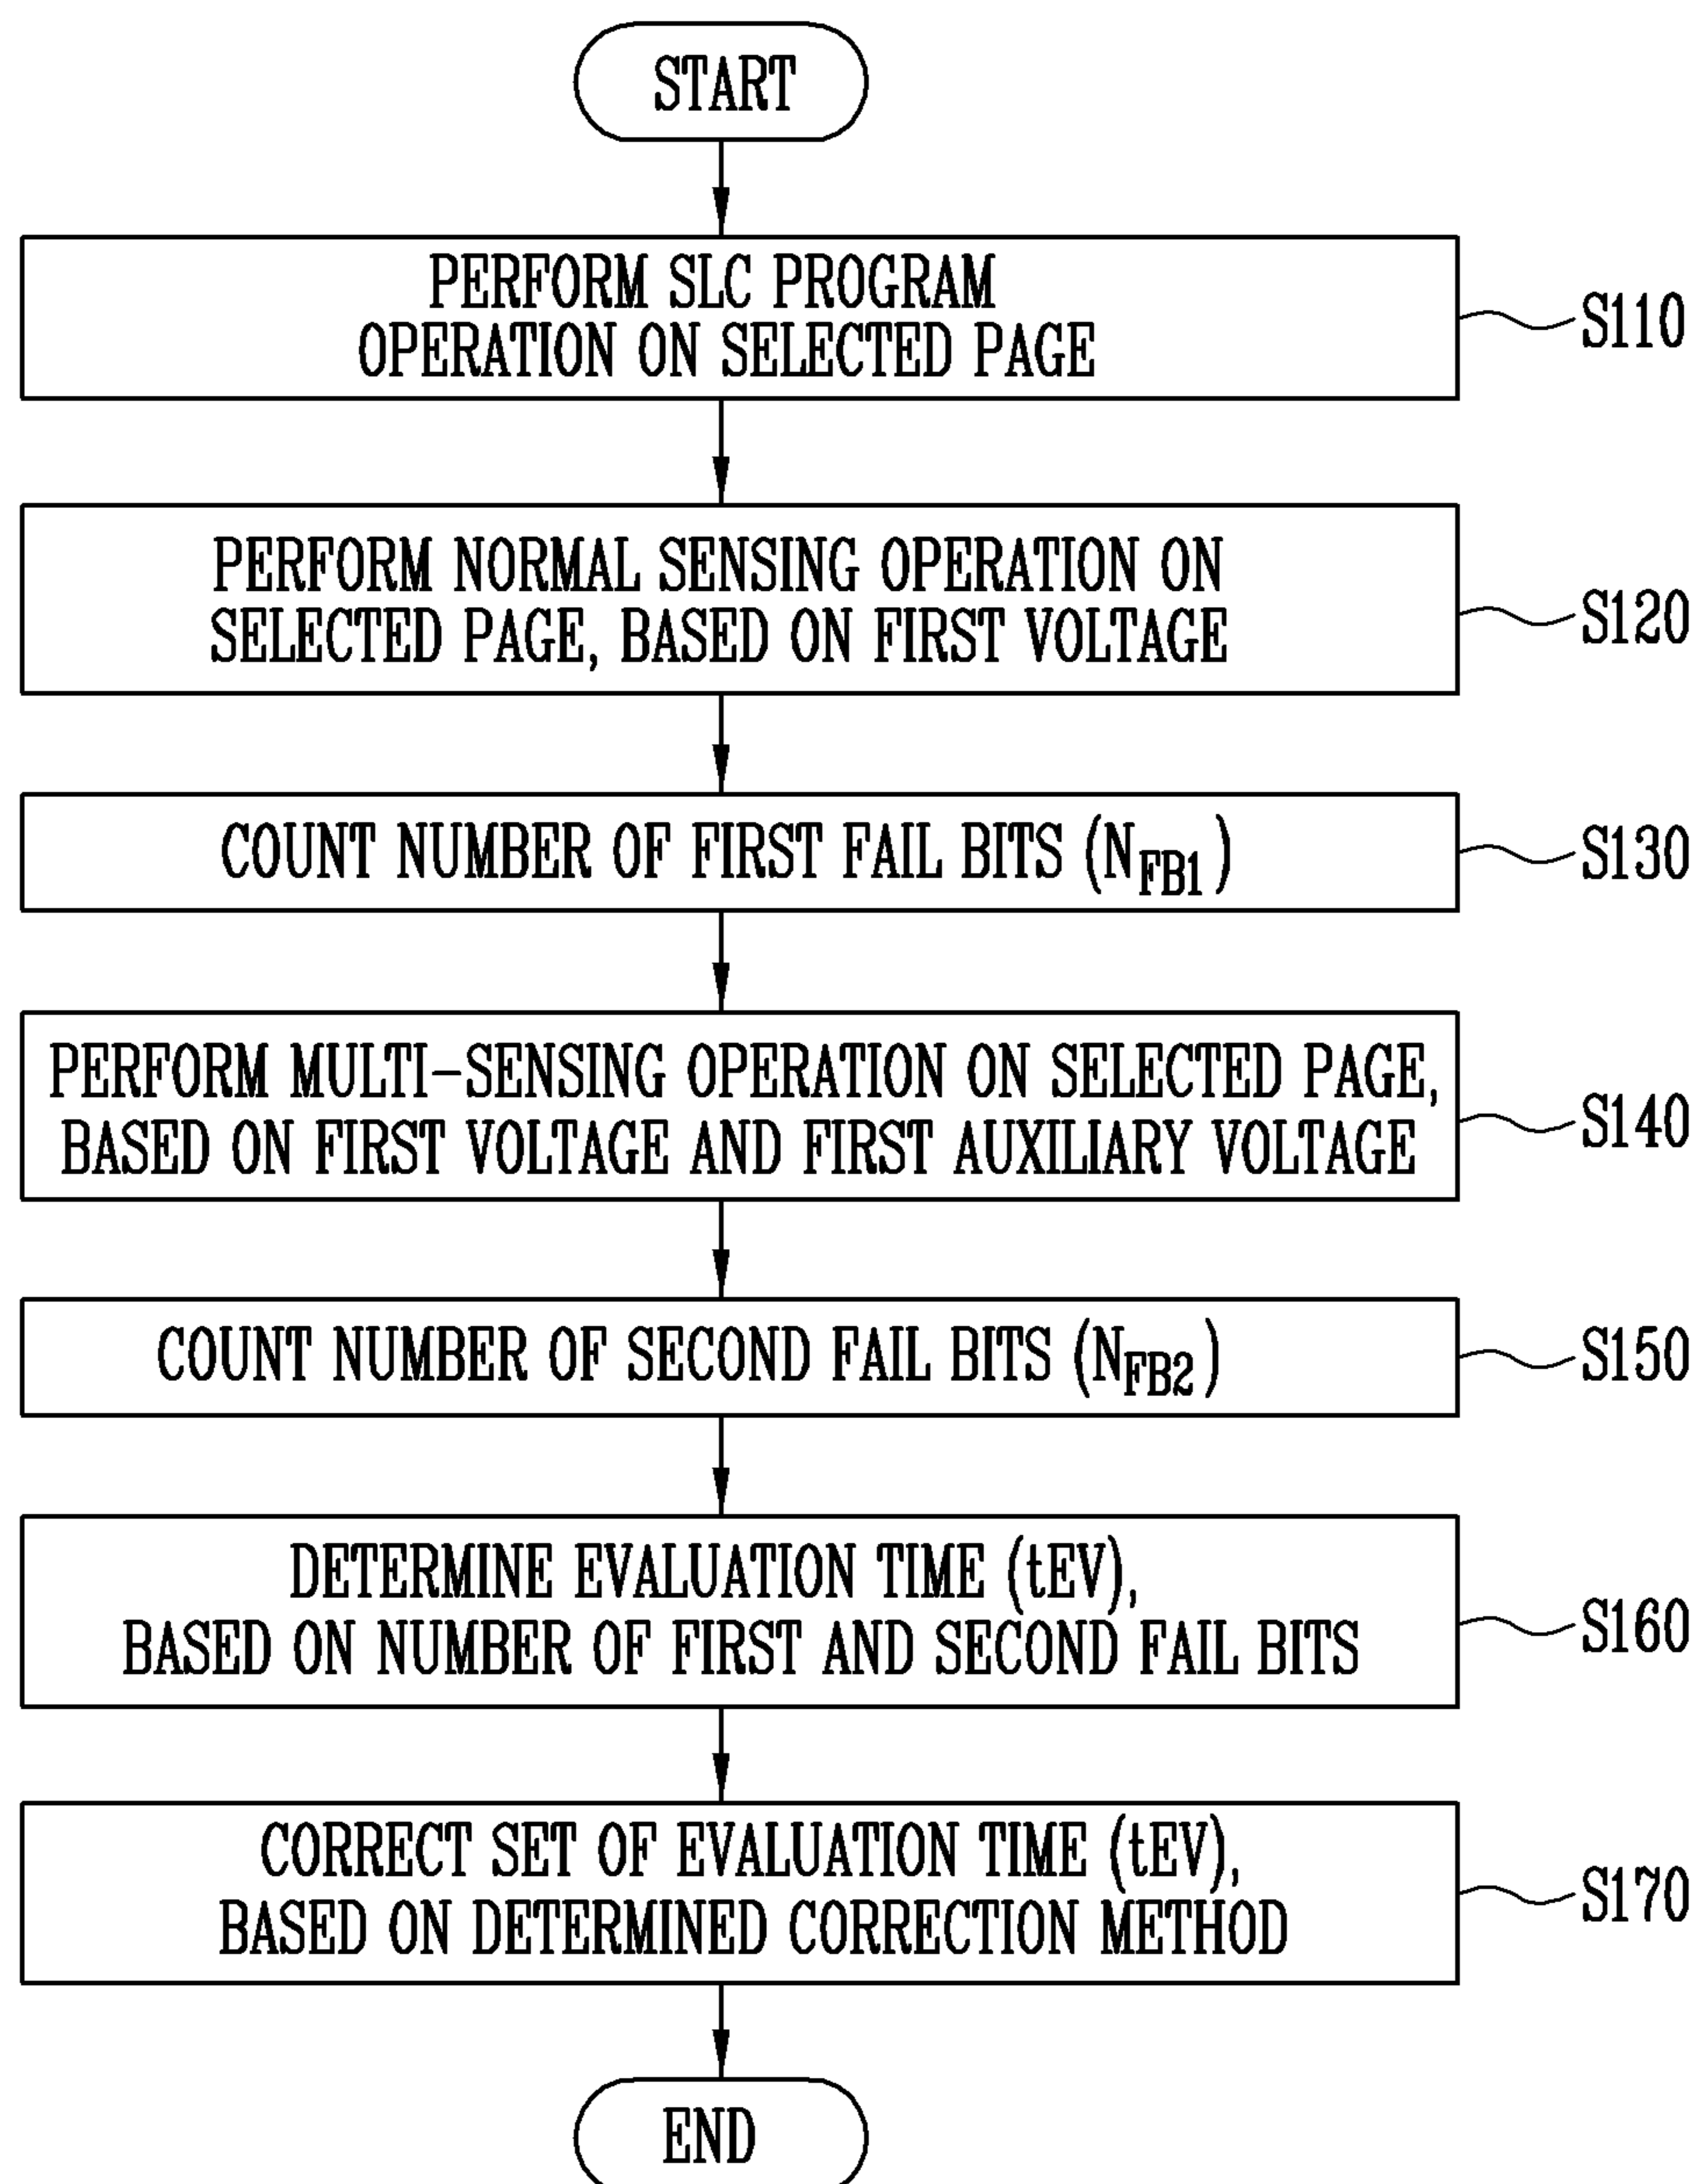 START
PERFORM SLC PROGRAM
OPERATION ON SELECTED PAGE
S110
PERFORM NORMAL SENSING OPERATION ON
SELECTED PAGE, BASED ON FIRST VOLTAGE
S120
COUNT NUMBER OF FIRST FAIL BITS (NFB1)
S130
PERFORM MULTI-SENSING OPERATION ON SELECTED PAGE,
BASED ON FIRST VOLTAGE AND FIRST AUXILIARY VOLTAGE
S140
COUNT NUMBER OF SECOND FAIL BITS (NFB2)
S150
DETERMINE EVALUATION TIME (tEV),
BASED ON NUMBER OF FIRST AND SECOND FAIL BITS
S160
CORRECT SET OF EVALUATION TIME (tEV),
BASED ON DETERMINED CORRECTION METHOD
S170
END